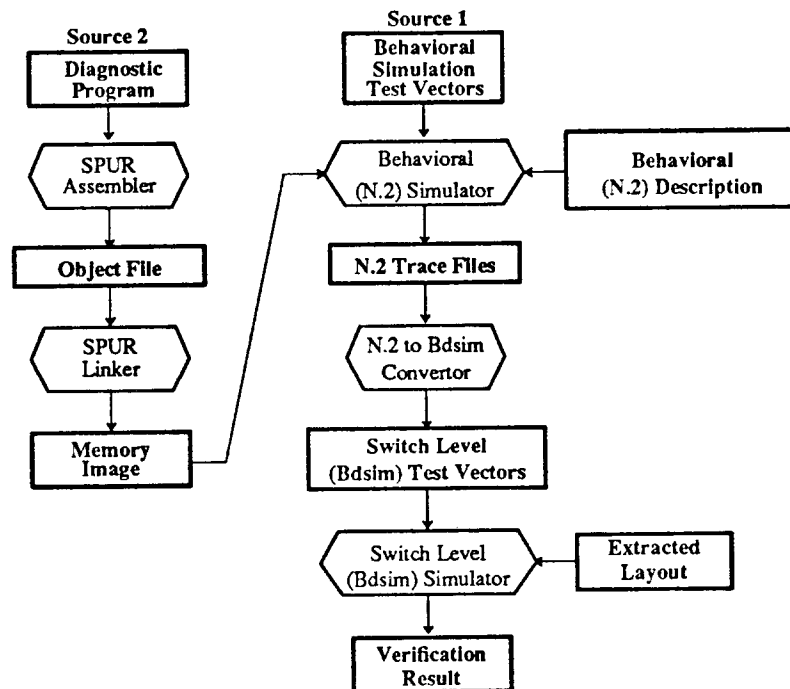 Source 2
Diagnostic
Program
SPUR
Assembler
Object File
SPUR
Linker
Memory
Image
Source 1
Behavioral
Simulation
Test Vectors
Behavioral
(N.2) Simulator
Behavioral
(N.2) Description
N.2 Trace Files
N.2 to Bdsim
Convertor
Switch Level
(Bdsim) Test Vectors
Switch Level
(Bdsim) Simulator
Extracted
Layout
Verification
Result